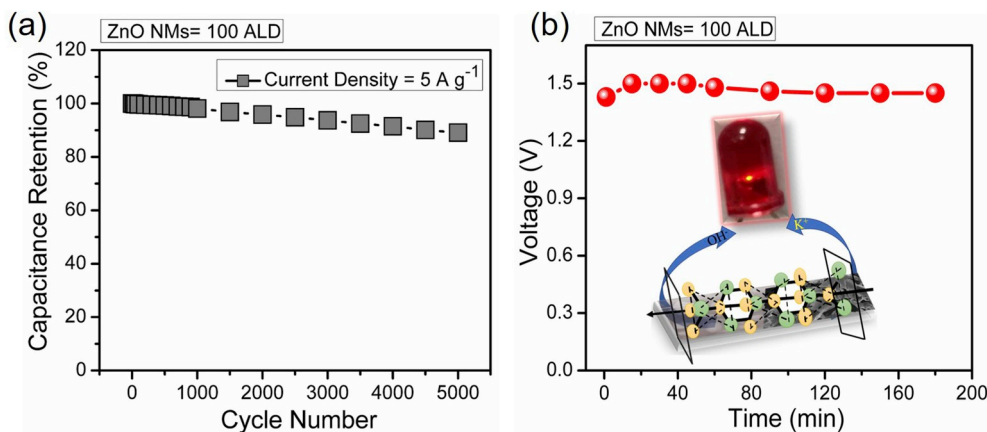 (a)
ZnO NMs= 100 ALD
Current Density = 5 A g⁻¹
Capacitance Retention (%)
120
100
80
60
40
20
0
0 1000 2000 3000 4000 5000
Cycle Number
(b)
ZnO NMs= 100 ALD
Voltage (V)
1.5
1.2
0.9
0.6
0.3
0.0
OH⁻
K⁺
0 40 80 120 160 200
Time (min)